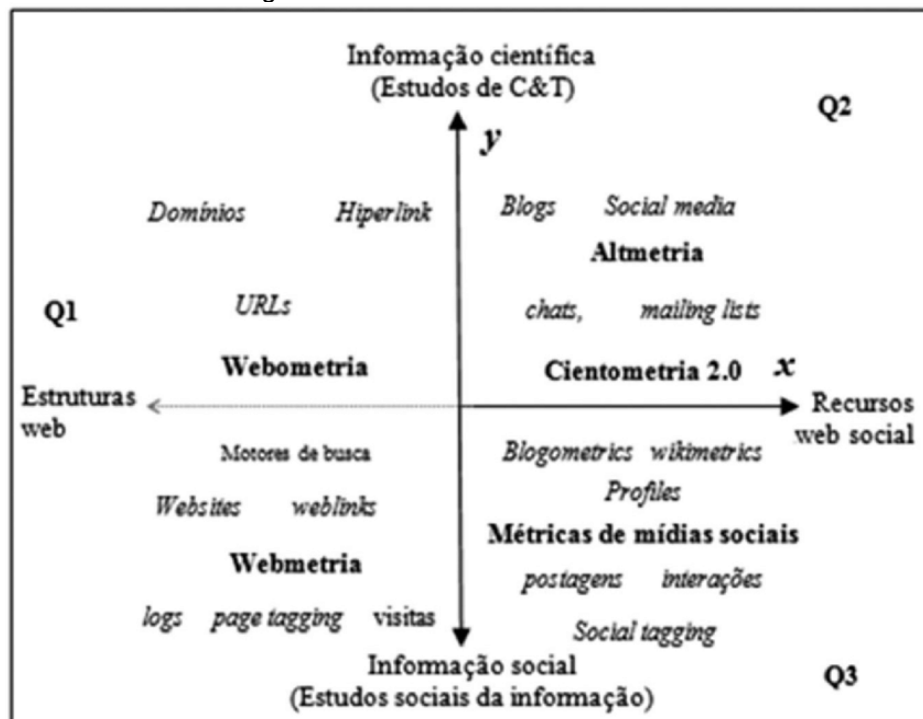 Informação científica
(Estudos de C&T)
Q2
y
Domínios Hiperlink
Blogs Social media
Altmetria
Q1
URLs
chats, mailing lists
Webometria
Cientometria 2.0 x
Estruturas
web
Recursos
web social
Motores de busca
Blogometrics wikimetrics
Profiles
Websites weblinks
Métricas de mídias sociais
Webmetria
postagens interações
logs page tagging visitas
Social tagging
Informação social
(Estudos sociais da informação)
Q3